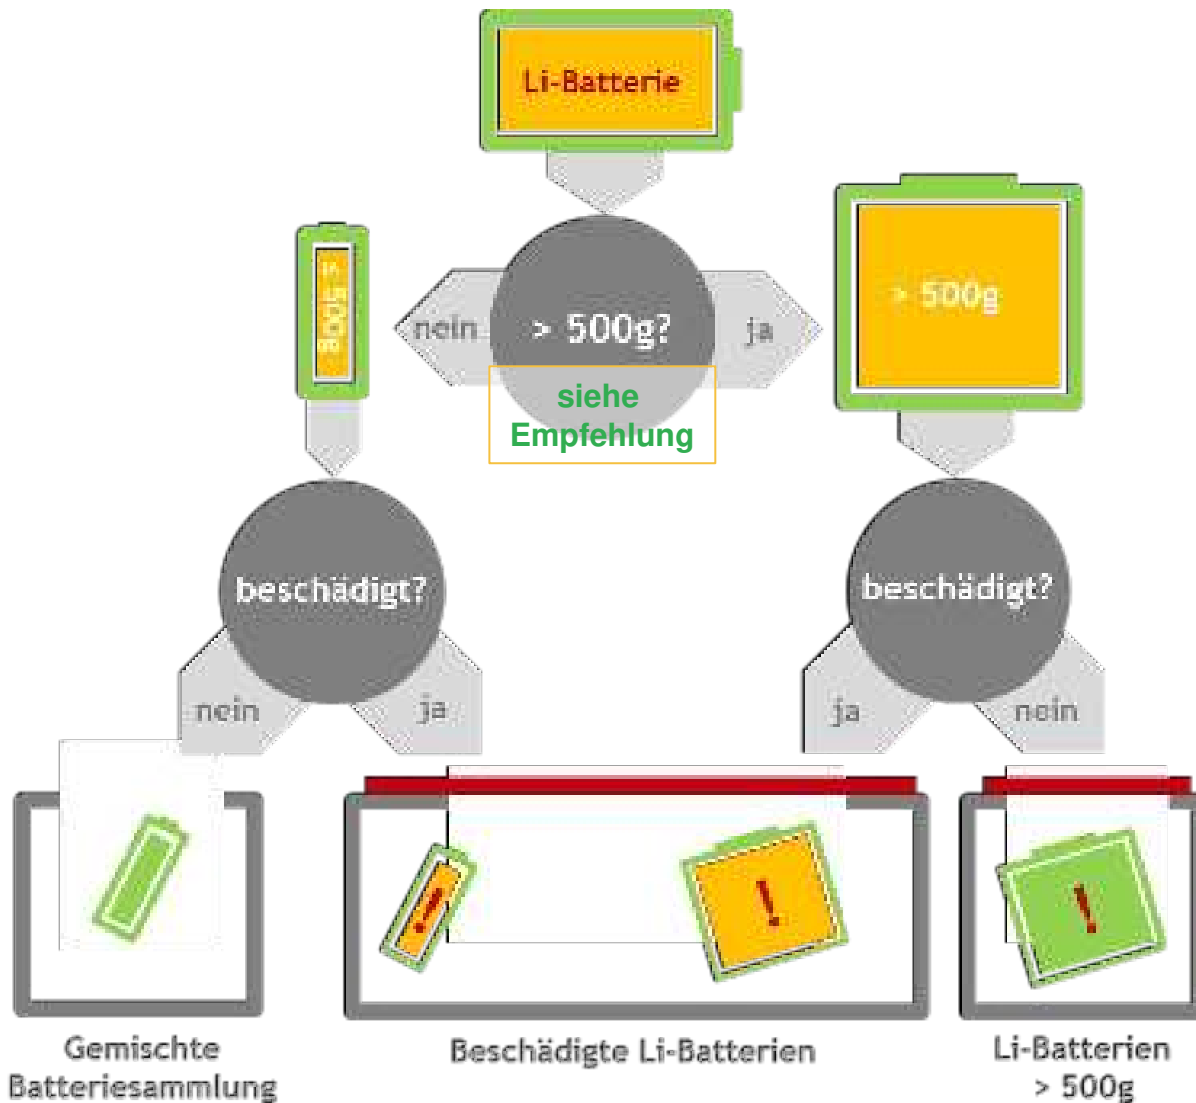 Li-Batterie
nein
> 500g?
ja
> 500g
siehe
Empfehlung
beschädigt?
beschädigt?
nein
ja
ja
nein
!
!
!
Gemischte
Batteriesammlung
Beschädigte Li-Batterien
Li-Batterien
> 500g